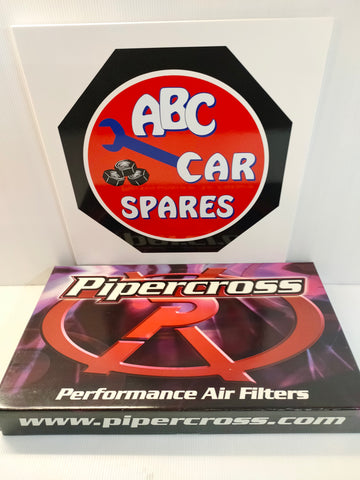 ABC
CAR
SPARES
Pipercross
Performance Air Filters
www.pipercross.com